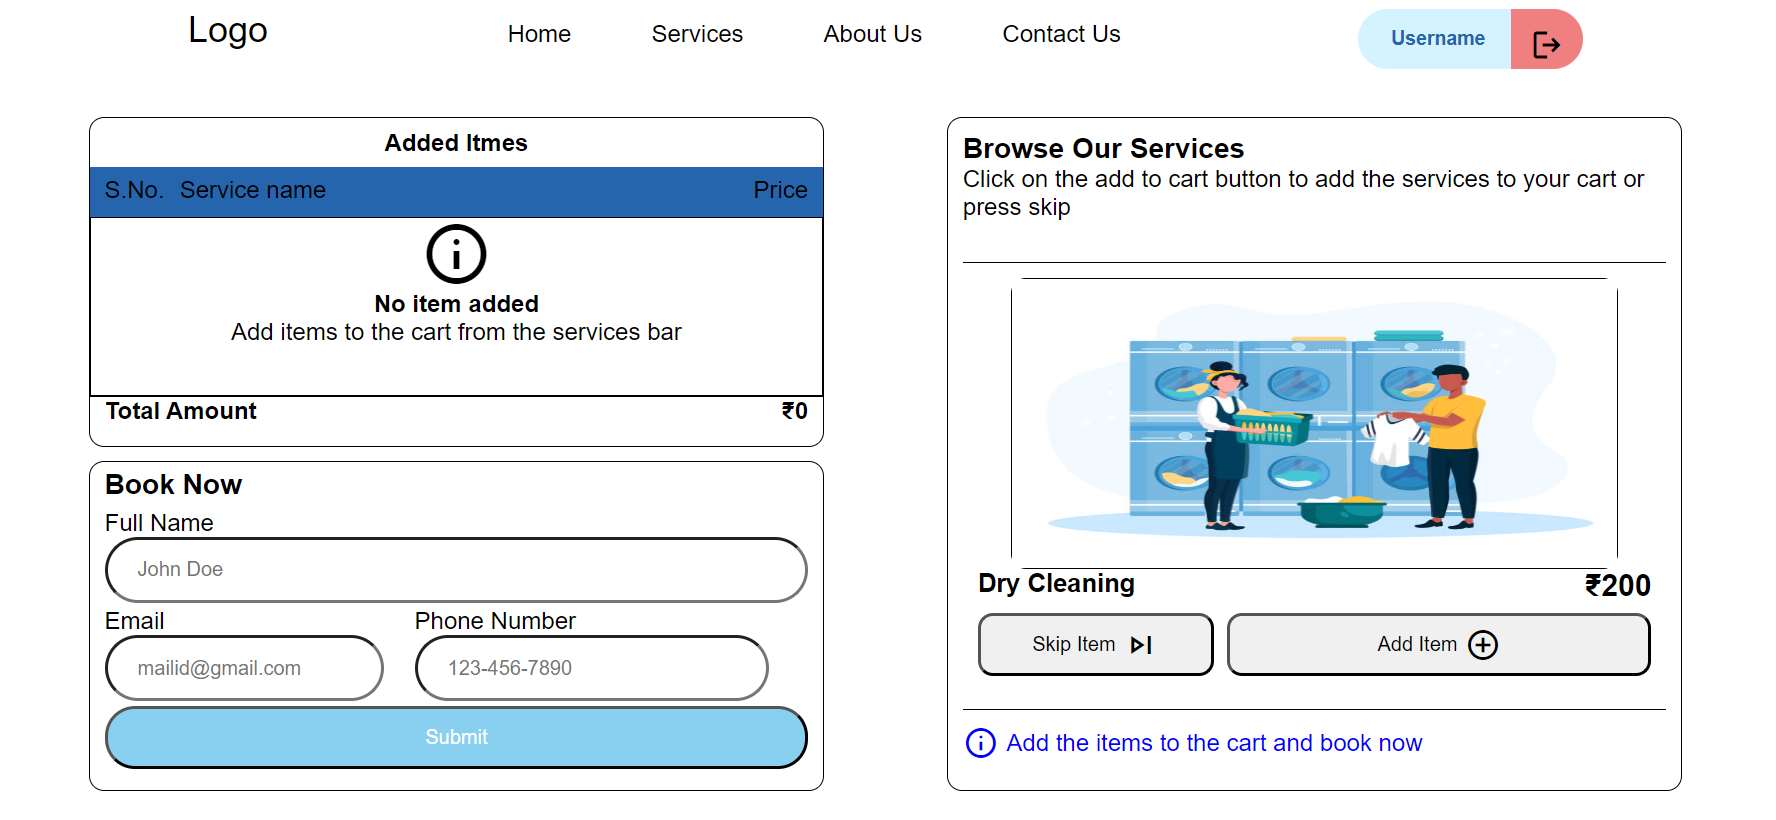 Logo
Home
Services
About Us
Contact Us
Username
Added Itmes
S.No. Service name Price
No item added
Add items to the cart from the services bar
Total Amount ₹0
Book Now
Full Name
John Doe
Email Phone Number
mailid@gmail.com 123-456-7890
Submit
Browse Our Services
Click on the add to cart button to add the services to your cart or
press skip
Dry Cleaning ₹200
Skip Item Add Item
Add the items to the cart and book now